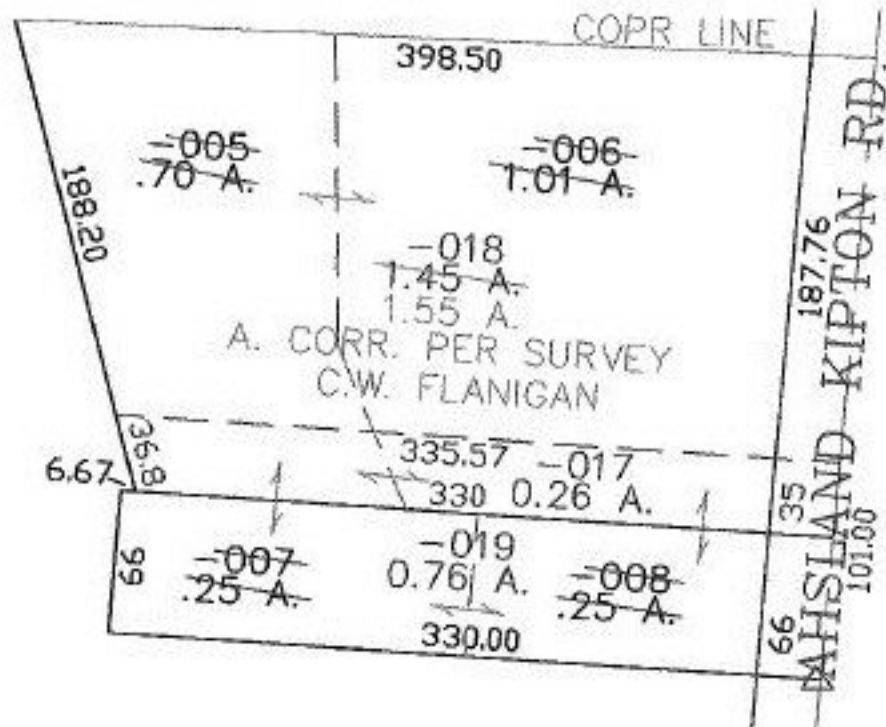 COPR LINE
398.50
-005
.70 A.
-006
1.01 A.
188.20
-018
1.45 A.
1.55 A.
187.76
A. CORR. PER SURVEY
C.W. FLANIGAN
AHSLAND KIPTON RD.
36.8
335.57
-017
6.67
330
0.26 A.
35
101.00
99
-007
.25 A.
-019
0.76 A.
-008
.25 A.
66
330.00